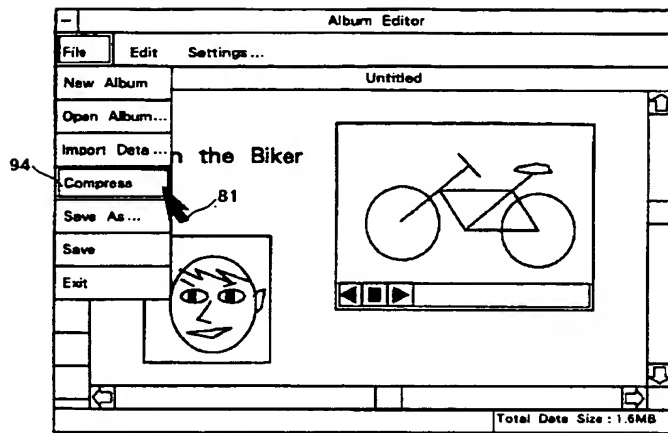 Album Editor
File Edit Settings...
Untitled
New Album
Open Album...
Import Data...
n the Biker
94
Compress
81
Save As...
Save
Exit
Total Data Size : 1.6MB